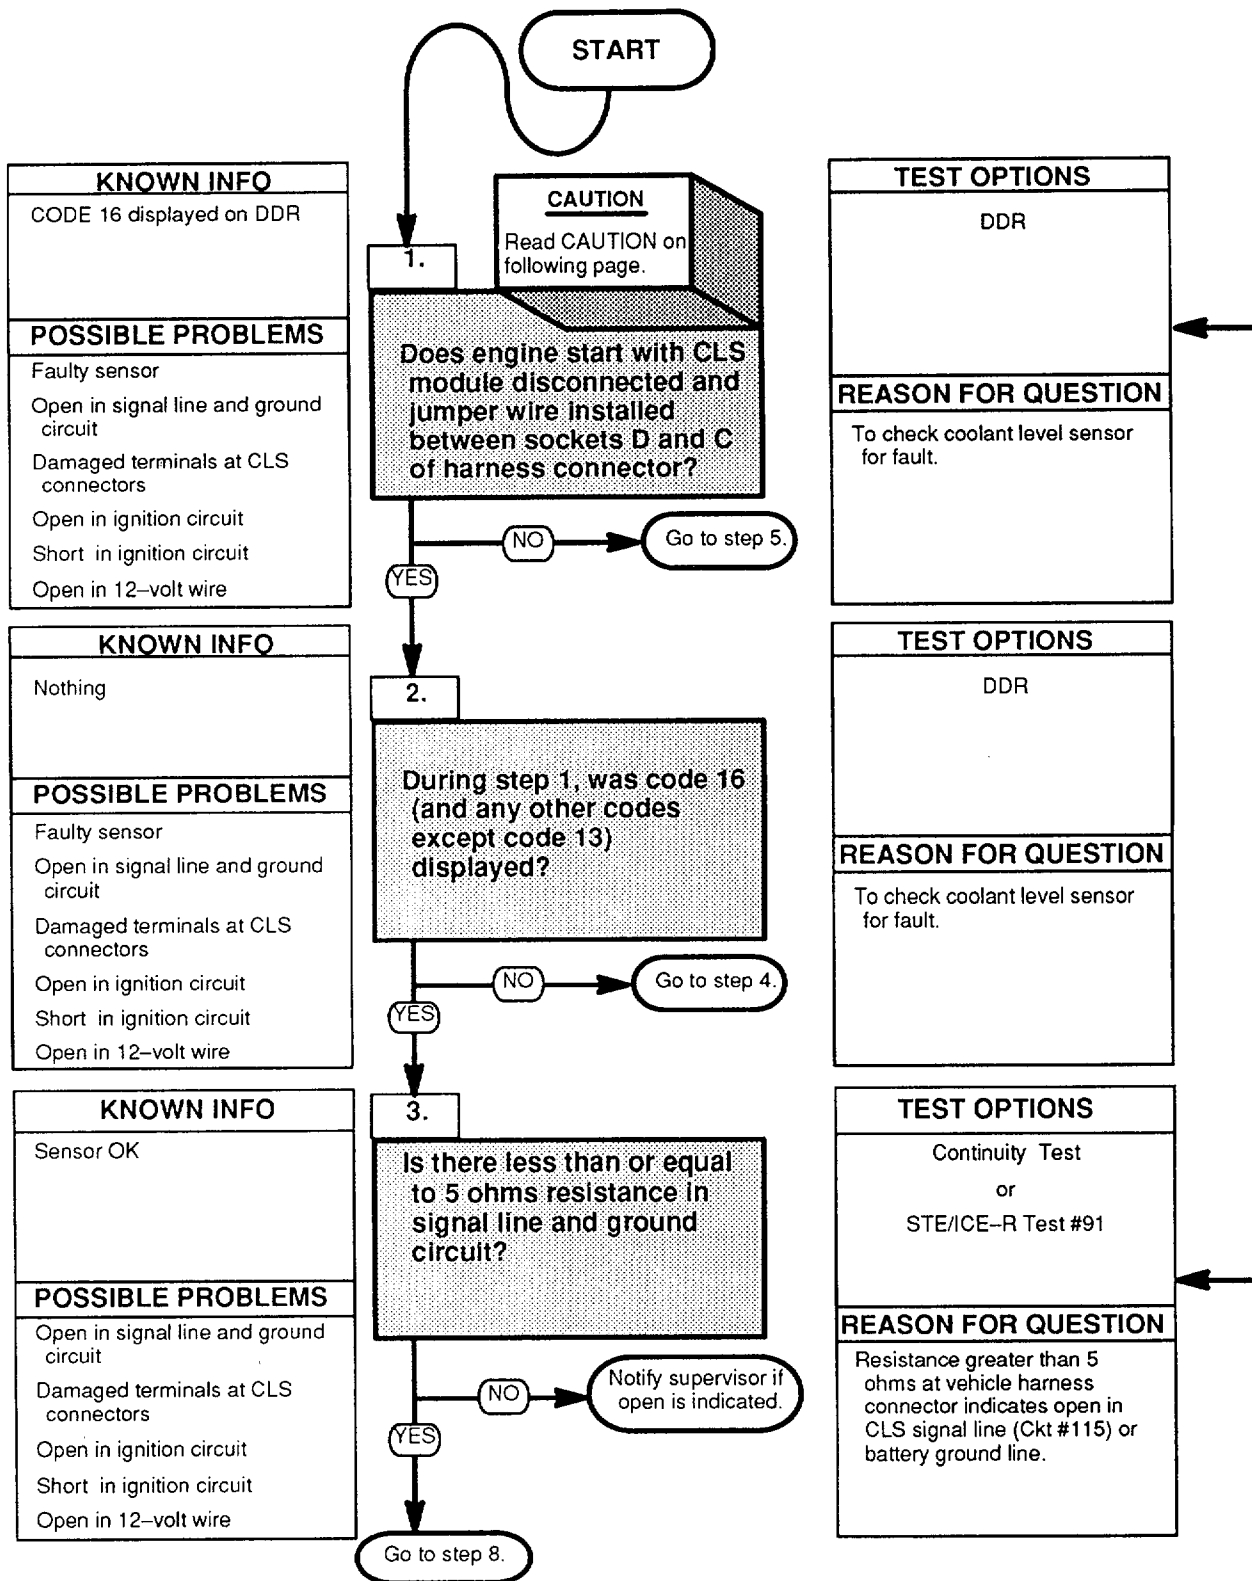 START
KNOWN INFO
CODE 16 displayed on DDR
POSSIBLE PROBLEMS
Faulty sensor
Open in signal line and ground
circuit
Damaged terminals at CLS
connectors
Open in ignition circuit
Short in ignition circuit
Open in 12–volt wire
CAUTION
Read CAUTION on
following page.
1.
Does engine start with CLS
module disconnected and
jumper wire installed
between sockets D and C
of harness connector?
NO
Go to step 5.
YES
TEST OPTIONS
DDR
REASON FOR QUESTION
To check coolant level sensor
for fault.
KNOWN INFO
Nothing
POSSIBLE PROBLEMS
Faulty sensor
Open in signal line and ground
circuit
Damaged terminals at CLS
connectors
Open in ignition circuit
Short in ignition circuit
Open in 12–volt wire
2.
During step 1, was code 16
(and any other codes
except code 13)
displayed?
NO
Go to step 4.
YES
TEST OPTIONS
DDR
REASON FOR QUESTION
To check coolant level sensor
for fault.
KNOWN INFO
Sensor OK
POSSIBLE PROBLEMS
Open in signal line and ground
circuit
Damaged terminals at CLS
connectors
Open in ignition circuit
Short in ignition circuit
Open in 12–volt wire
3.
Is there less than or equal
to 5 ohms resistance in
signal line and ground
circuit?
NO
Notify supervisor if
open is indicated.
YES
Go to step 8.
TEST OPTIONS
Continuity Test
or
STE/ICE–R Test #91
REASON FOR QUESTION
Resistance greater than 5
ohms at vehicle harness
connector indicates open in
CLS signal line (Ckt #115) or
battery ground line.